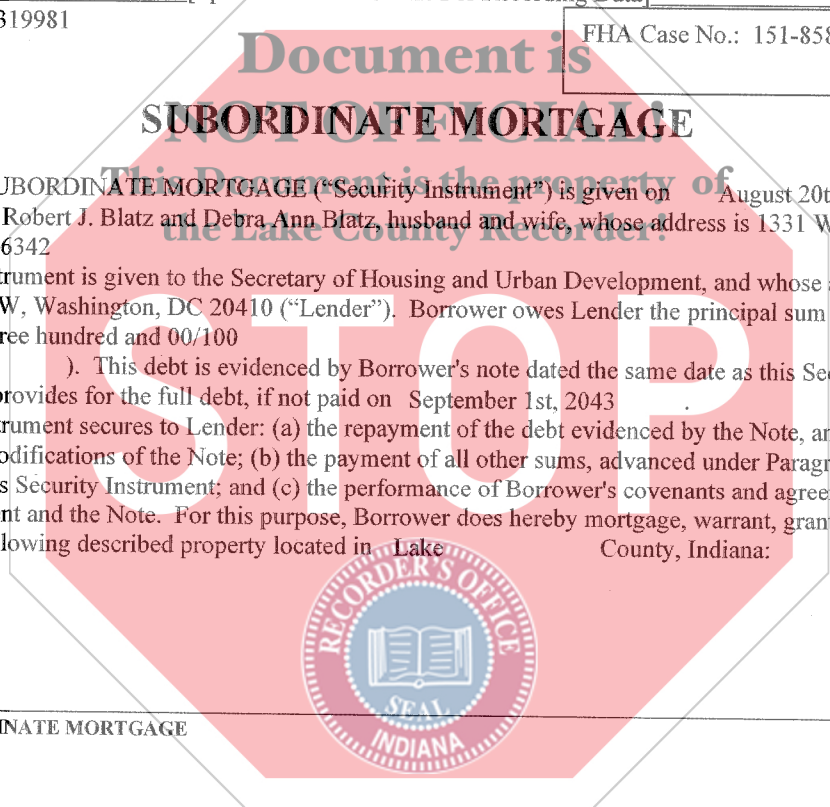 319981
FHA Case No.: 151-858
Document is
NOT OFFICIAL!
SUBORDINATE MORTGAGE
This Document is the property of
the Lake County Recorder!
UBORDINATE MORTGAGE (“Security Instrument”) is given on August 20t
Robert J. Blatz and Debra Ann Blatz, husband and wife, whose address is 1331 W
6342
trument is given to the Secretary of Housing and Urban Development, and whose
W, Washington, DC 20410 (“Lender”). Borrower owes Lender the principal sum
ree hundred and 00/100
). This debt is evidenced by Borrower's note dated the same date as this Sec
provides for the full debt, if not paid on September 1st, 2043 .
trument secures to Lender: (a) the repayment of the debt evidenced by the Note, an
odifications of the Note; (b) the payment of all other sums, advanced under Paragr
s Security Instrument; and (c) the performance of Borrower's covenants and agree
nt and the Note. For this purpose, Borrower does hereby mortgage, warrant, grant
lowing described property located in Lake County, Indiana:
STOP
RECORDER'S OFFICE
SEAL
INDIANA
INATE MORTGAGE